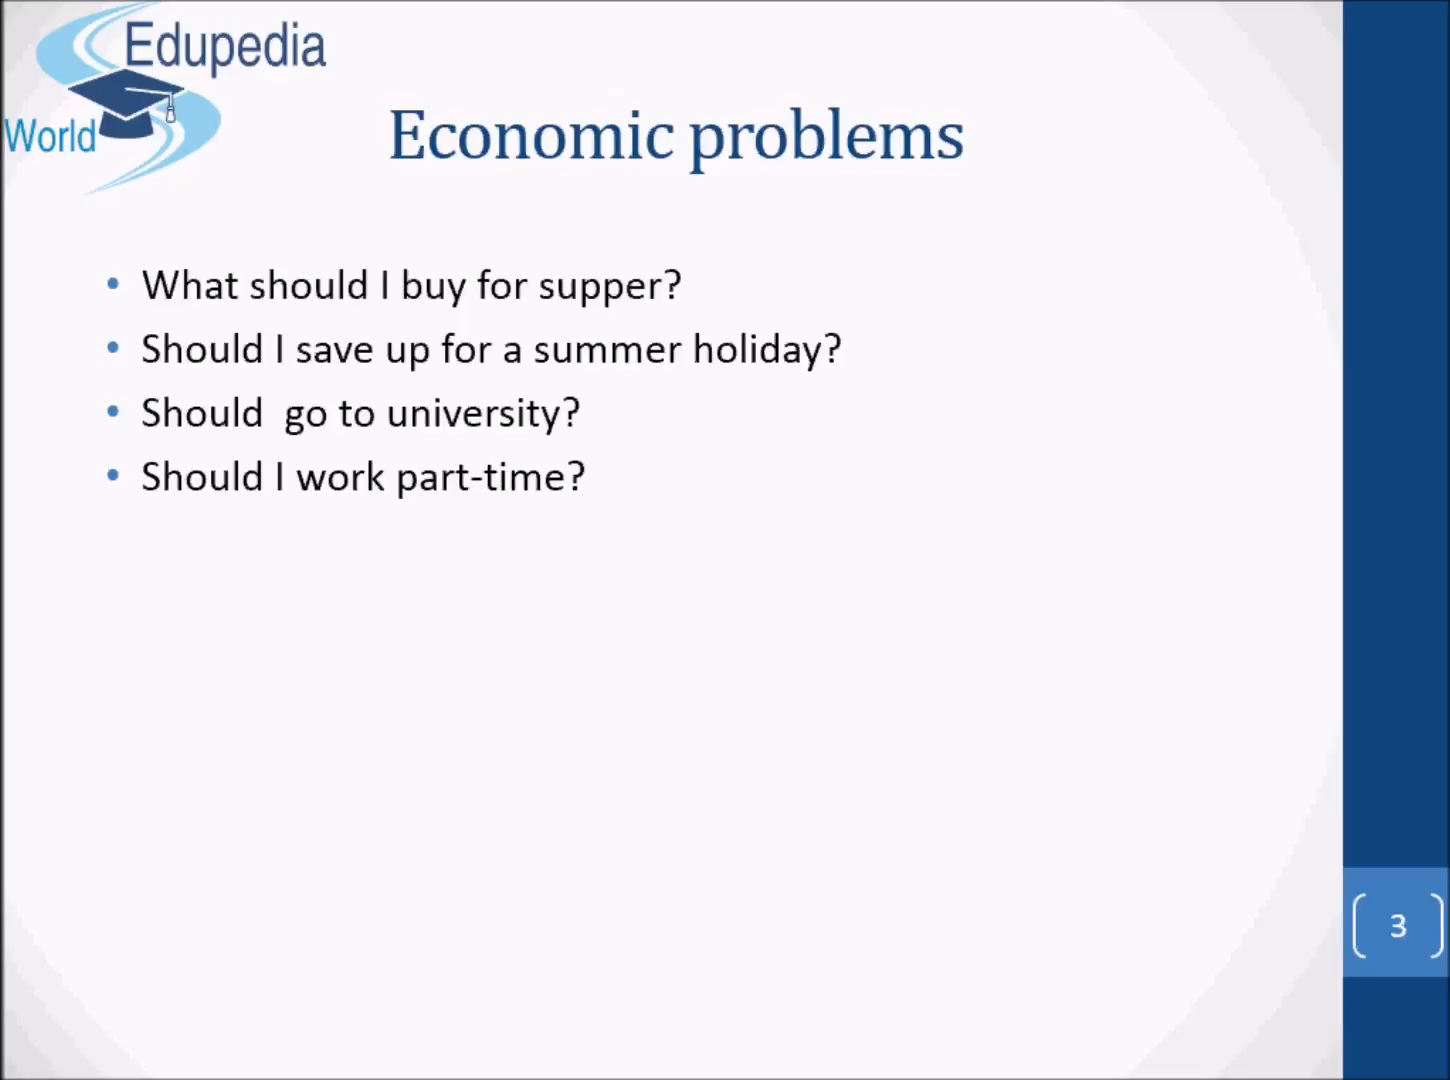 Edupedia
World
Economic problems
• What should I buy for supper?
• Should I save up for a summer holiday?
• Should  go to university?
• Should I work part-time?
3